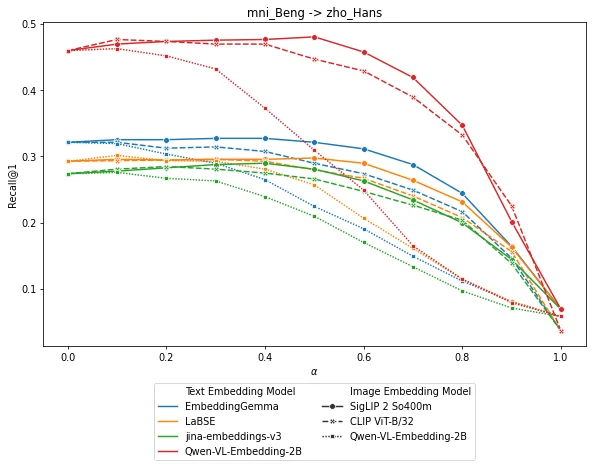 mni_Beng -> zho_Hans
Recall@1
0.5
0.4
0.3
0.2
0.1
0.0 0.2 0.4 0.6 0.8 1.0
α
Text Embedding Model Image Embedding Model
EmbeddingGemma SigLIP 2 So400m
LaBSE CLIP ViT-B/32
jina-embeddings-v3 Qwen-VL-Embedding-2B
Qwen-VL-Embedding-2B